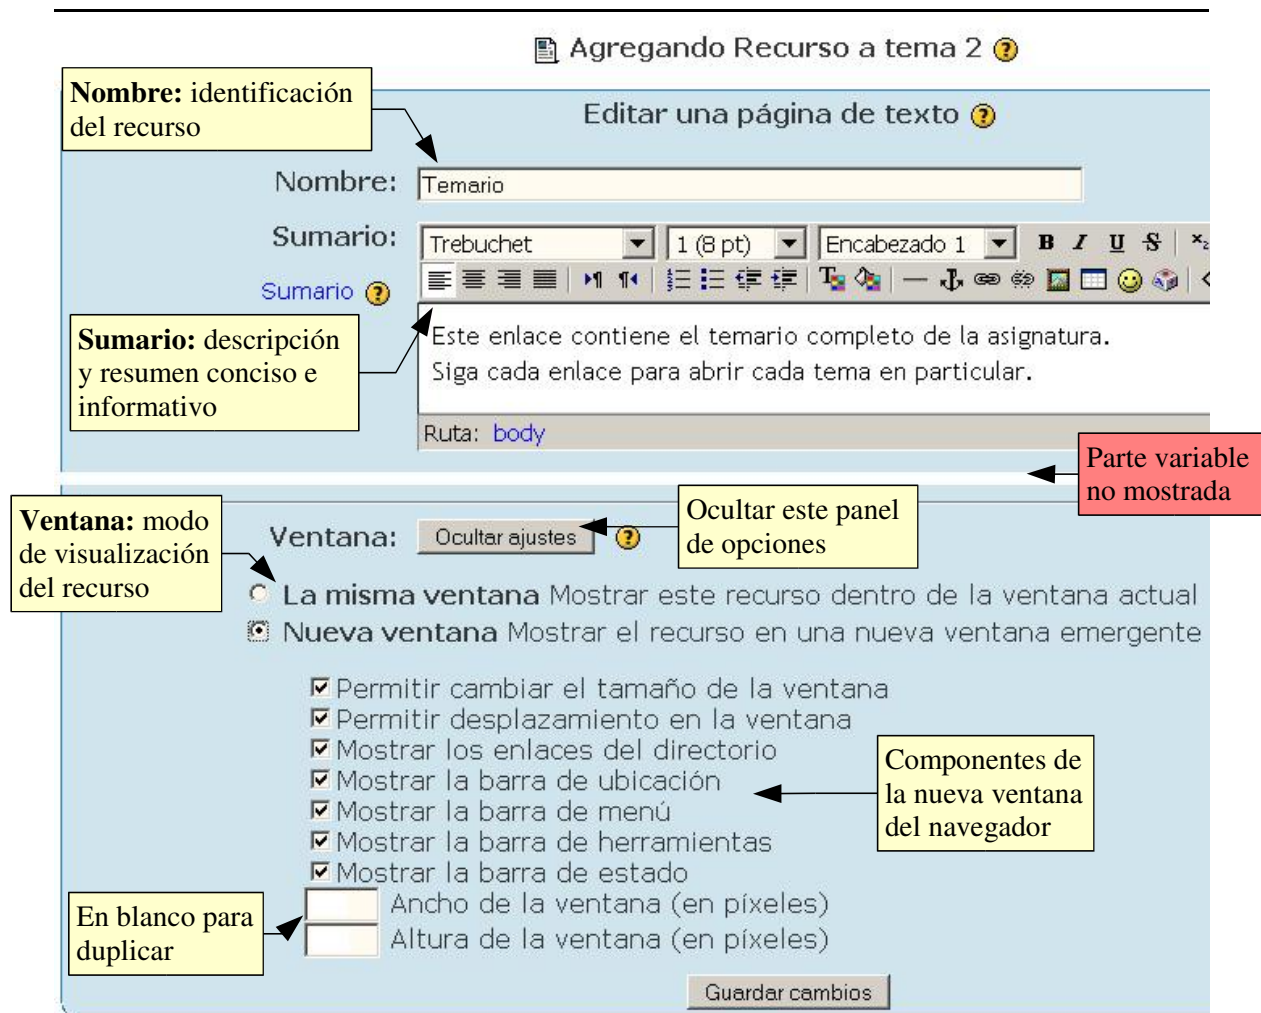 Agregando Recurso a tema 2
Nombre: identificación
del recurso
Editar una página de texto
Nombre:
Temario
Sumario:
Trebuchet
1 (8 pt)
Encabezado 1
B I U S x₂
Sumario
Sumario: descripción
y resumen conciso e
informativo
Este enlace contiene el temario completo de la asignatura.
Siga cada enlace para abrir cada tema en particular.
Ruta: body
Parte variable
no mostrada
Ventana: modo
de visualización
del recurso
Ventana:
Ocultar ajustes
Ocultar este panel
de opciones
La misma ventana Mostrar este recurso dentro de la ventana actual
Nueva ventana Mostrar el recurso en una nueva ventana emergente
Permitir cambiar el tamaño de la ventana
Permitir desplazamiento en la ventana
Mostrar los enlaces del directorio
Mostrar la barra de ubicación
Mostrar la barra de menú
Mostrar la barra de herramientas
Mostrar la barra de estado
Componentes de
la nueva ventana
del navegador
En blanco para
duplicar
Ancho de la ventana (en píxeles)
Altura de la ventana (en píxeles)
Guardar cambios